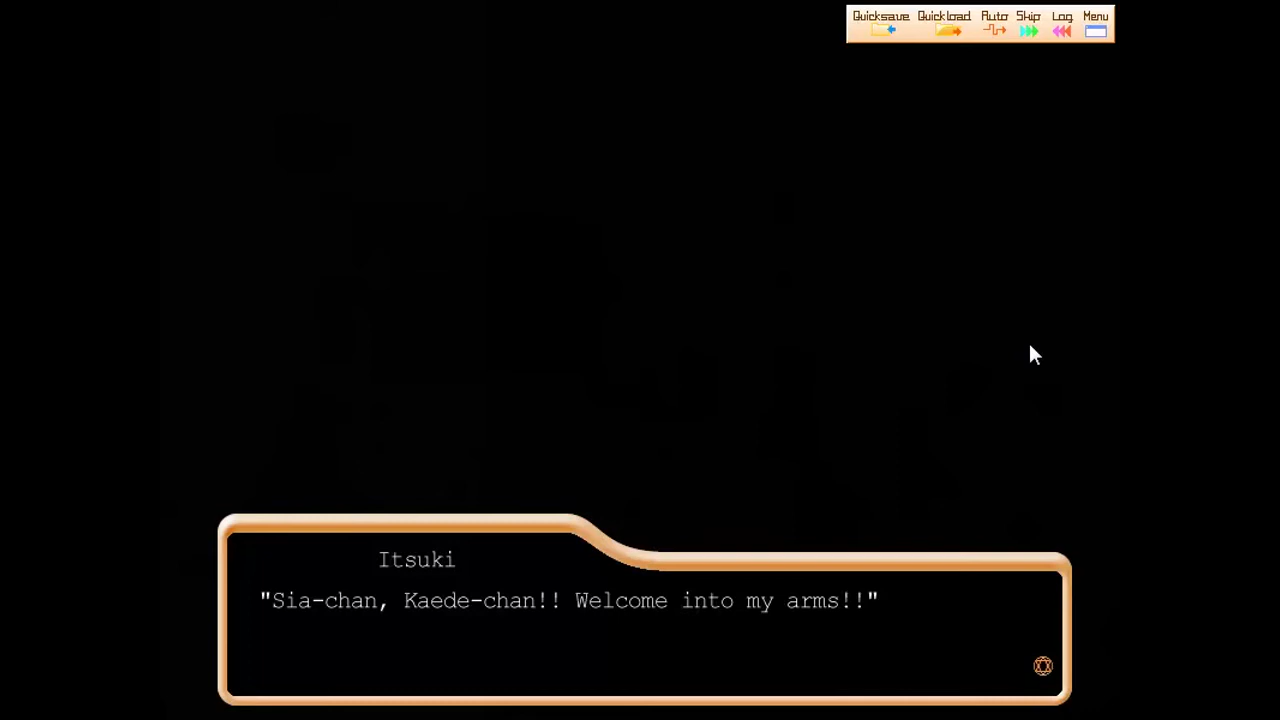 Quicksave Quickload Auto Skip Log Menu
Itsuki
"Sia-chan, Kaede-chan!! Welcome into my arms!!"